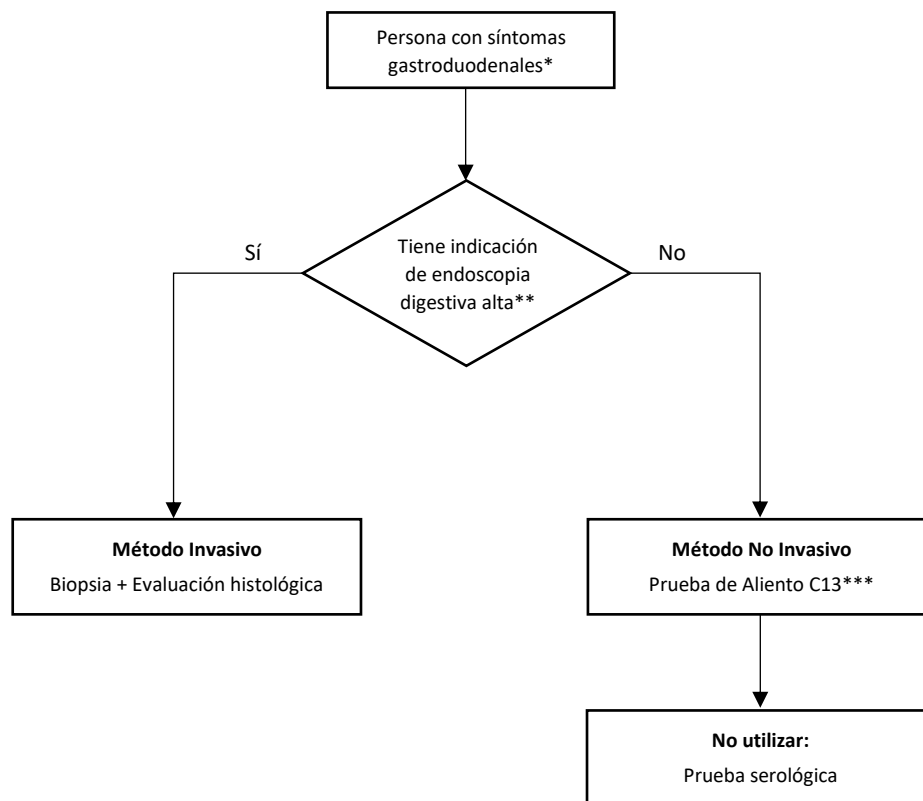 Persona con síntomas
gastroduodenales*
Sí
Tiene indicación
de endoscopia
digestiva alta**
No
Método Invasivo
Biopsia + Evaluación histológica
Método No Invasivo
Prueba de Aliento C13***
No utilizar:
Prueba serológica